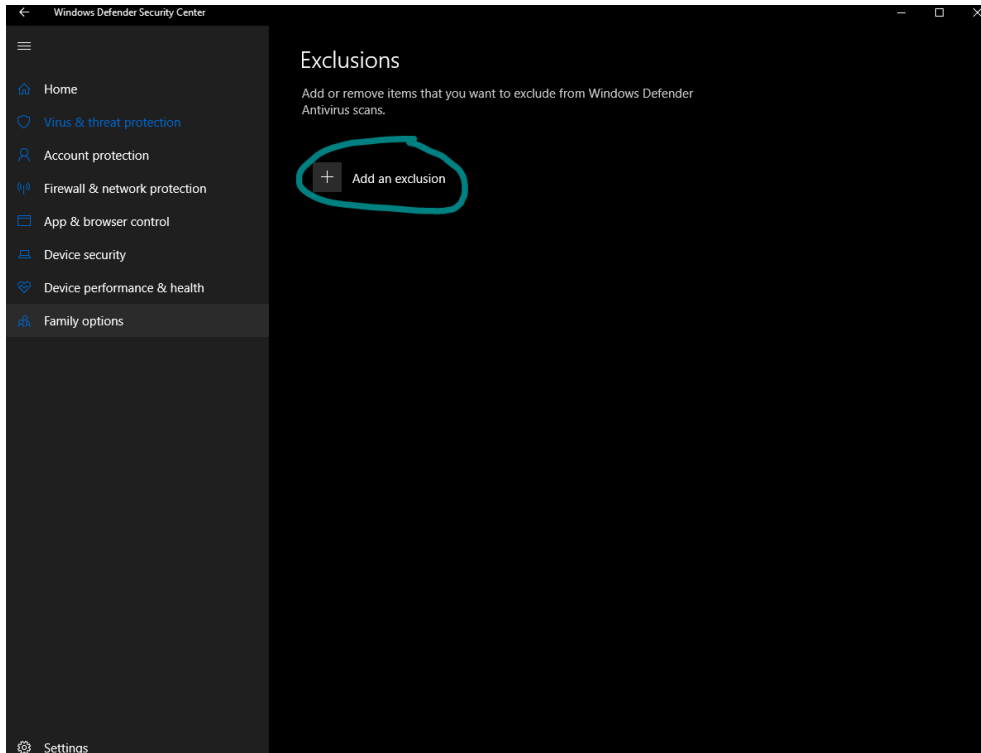 Windows Defender Security Center
Home
Virus & threat protection
Account protection
Firewall & network protection
App & browser control
Device security
Device performance & health
Family options
Settings
Exclusions
Add or remove items that you want to exclude from Windows Defender
Antivirus scans.
Add an exclusion